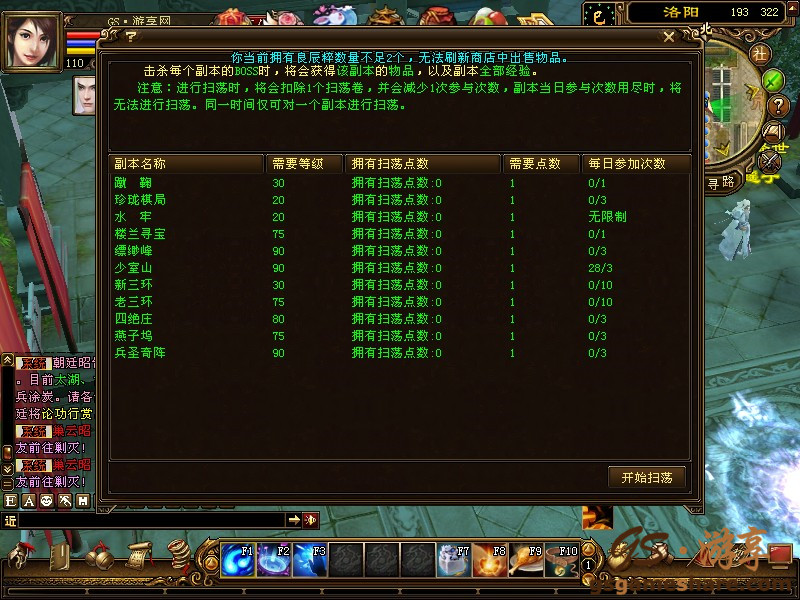 GS·游享网
洛阳 193 322
?
你当前拥有良辰梓数量不足2个，无法刷新商店中出售物品。
击杀每个副本的BOSS时，将会获得该副本的物品，以及副本全部经验。
注意：进行扫荡时，将会扣除1个扫荡卷，并会减少1次参与次数，副本当日参与次数用尽时，将
无法进行扫荡。同一时间仅可对一个副本进行扫荡。
110
社
?
寻路
副本名称 需要等级 拥有扫荡点数 需要点数 每日参加次数
蹴 鞠 30 拥有扫荡点数:0 1 0/1
珍珑棋局 20 拥有扫荡点数:0 1 0/3
水 牢 20 拥有扫荡点数:0 1 无限制
楼兰寻宝 75 拥有扫荡点数:0 1 0/1
缥缈峰 90 拥有扫荡点数:0 1 0/3
少室山 90 拥有扫荡点数:0 1 28/3
新三环 30 拥有扫荡点数:0 1 0/10
老三环 75 拥有扫荡点数:0 1 0/10
四绝庄 80 拥有扫荡点数:0 1 0/3
燕子坞 75 拥有扫荡点数:0 1 0/3
兵圣奇阵 90 拥有扫荡点数:0 1 0/3
系统 朝廷昭
。目前太湖、
兵涂炭。请各
廷将论功行赏
系统 巢云昭
友前往剿灭!
系统 巢云昭
友前往剿灭!
开始扫荡
E A
近
F1 F2 F3 F7 F8 F9 F10
1
GS·游享